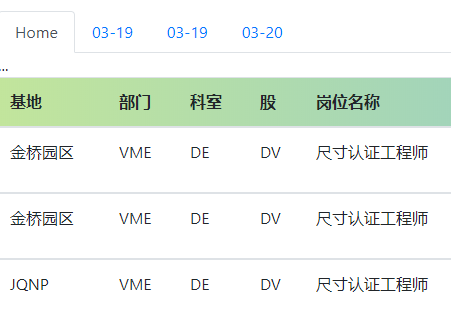 Home 03-19 03-19 03-20
...
基地 部门 科室 股 岗位名称
金桥园区 VME DE DV 尺寸认证工程师
金桥园区 VME DE DV 尺寸认证工程师
JQNP VME DE DV 尺寸认证工程师